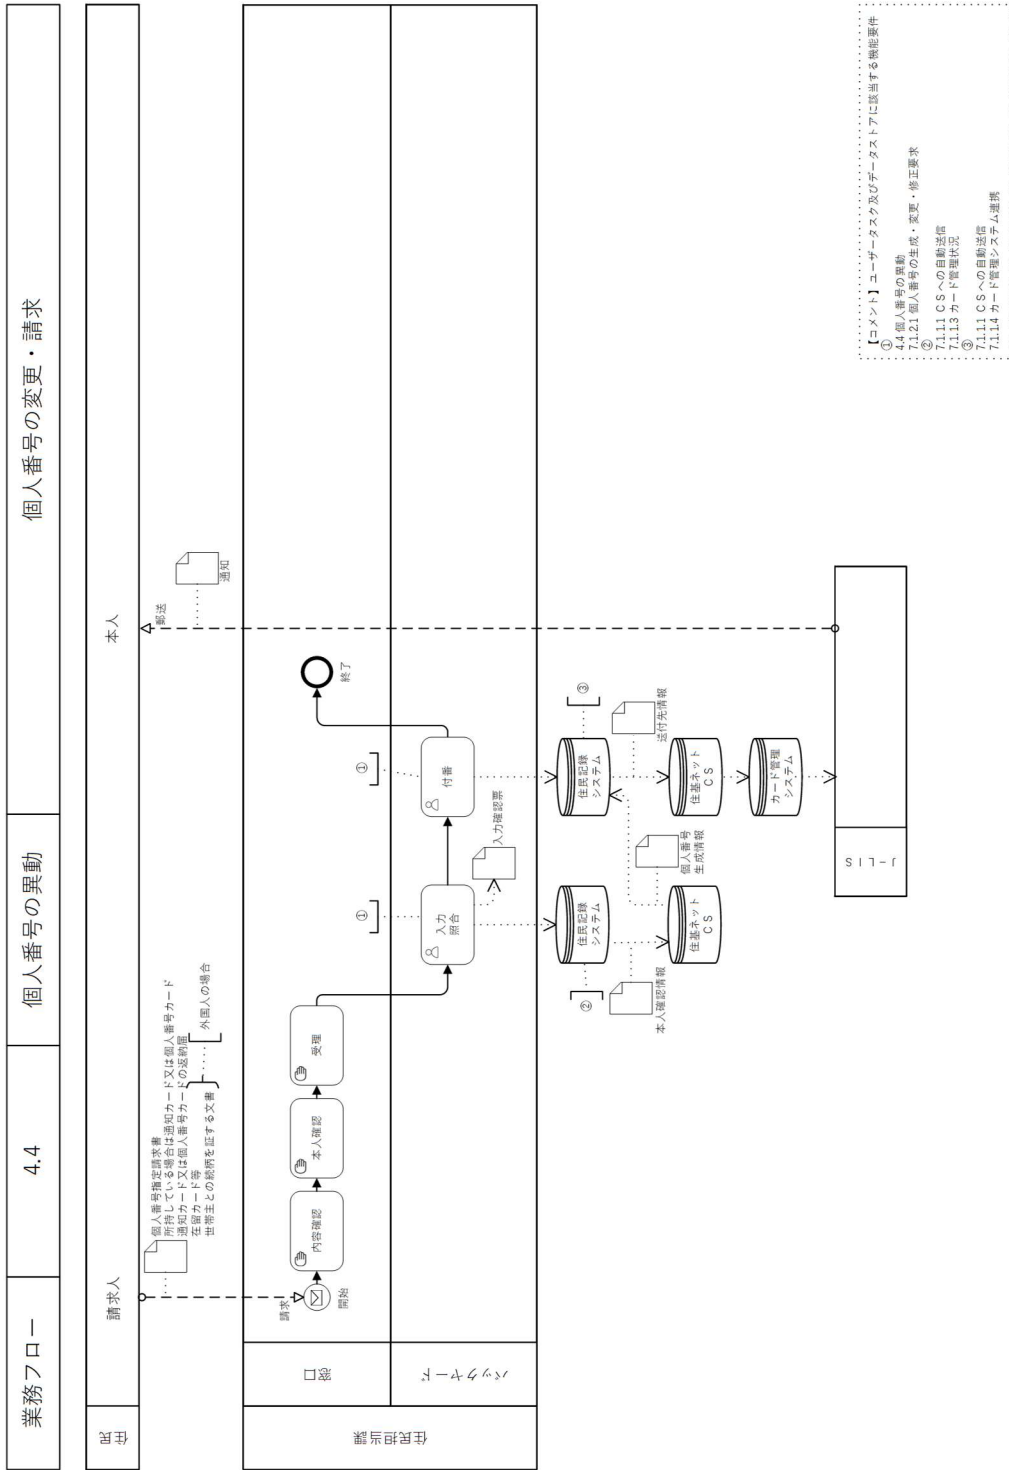 業務フロー
4.4
個人番号の異動
個人番号の変更・請求
住民
請求人
本人
個人番号指定請求書
所持している場合は通知カード又は個人番号カード
通知カード又は個人番号カードの返納届
在留カード等
世帯主との続柄を証する文書
外国人の場合
郵送
通知
住民担当課
窓口
請求
開始
内容確認
本人確認
受理
終了
バックヤード
①
入力
照合
入力確認票
①
付番
②
住民記録
システム
本人確認情報
住基ネット
CS
個人番号
生成情報
住民記録
システム
③
送付先情報
住基ネット
CS
カード管理
システム
J-LIS
【コメント】ユーザータスク及びデータストアに該当する機能要件
①
4.4 個人番号の異動
7.1.2.1 個人番号の生成・変更・修正要求
②
7.1.1.1 CSへの自動送信
7.1.1.3 カード管理状況
③
7.1.1.1 CSへの自動送信
7.1.1.4 カード管理システム連携